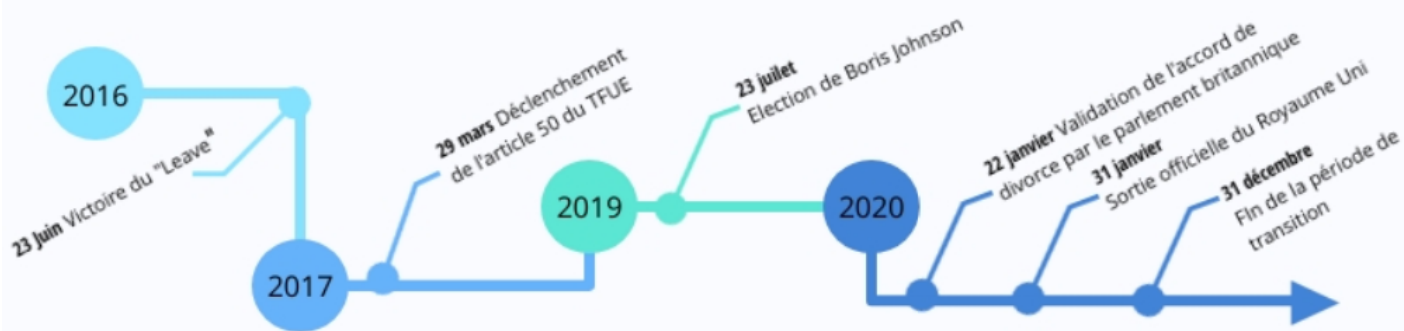 2016
23 Juin Victoire du "Leave"
2017
29 mars Déclenchement
de l'article 50 du TFUE
2019
23 juilet
Election de Boris Johnson
2020
22 janvier Validation de l'accord de
divorce par le parlement britannique
31 janvier
Sortie officielle du Royaume Uni
31 décembre
Fin de la période de
transition